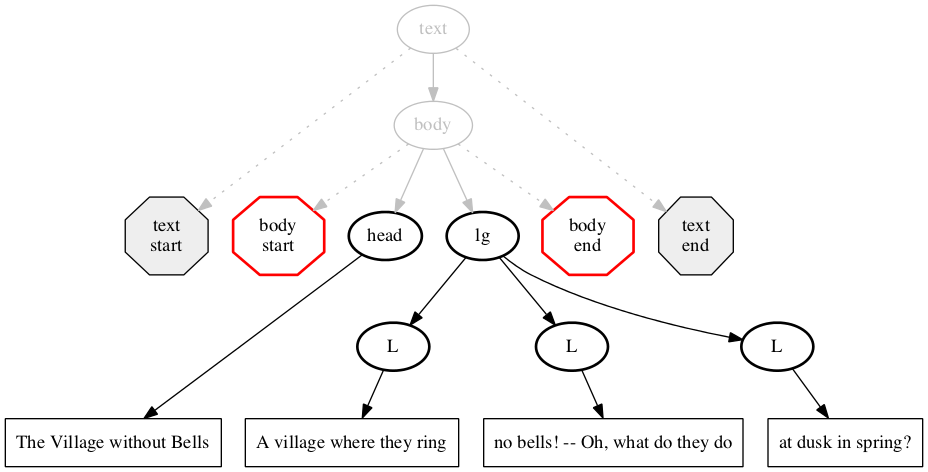 text
body
text
start
body
start
head
lg
body
end
text
end
L
L
L
The Village without Bells
A village where they ring
no bells! -- Oh, what do they do
at dusk in spring?